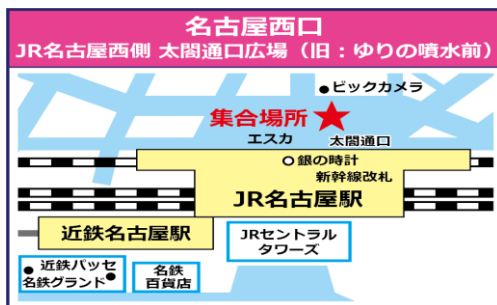 名古屋西口
JR名古屋西側 太閤通口広場（旧：ゆりの噴水前）
ビックカメラ
集合場所
エスカ
太閤通口
銀の時計
新幹線改札
JR名古屋駅
近鉄名古屋駅
JRセントラル
タワーズ
近鉄パッセ
名鉄グランド
名鉄
百貨店